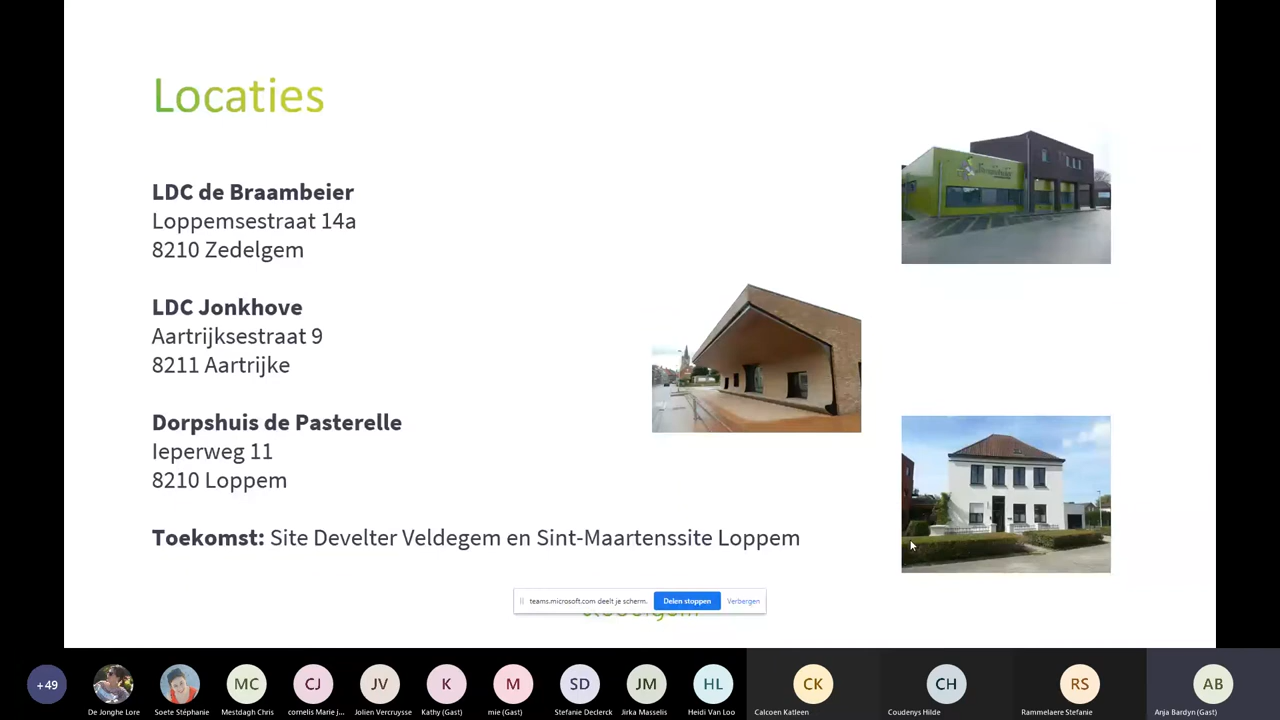 Locaties
LDC de Braambeier
Loppemsestraat 14a
8210 Zedelgem
LDC Jonkhove
Aartrijksestraat 9
8211 Aartrijke
Dorpshuis de Pasterelle
Ieperweg 11
8210 Loppem
Toekomst: Site Develter Veldegem en Sint-Maartenssite Loppem
teams.microsoft.com deelt je scherm.
Delen stoppen
Verbergen
+49
MC
CJ
JV
K
M
SD
JM
HL
CK
CH
RS
AB
De Jonghe Lore
Soete Stéphanie
Mestdagh Chris
cornelis Marie j...
Jolien Vercruysse
Kathy (Gast)
mie (Gast)
Stefanie Declerck
Jirka Masselis
Heidi Van Loo
Calcoen Katleen
Coudenys Hilde
Rammelaere Stefanie
Anja Bardyn (Gast)